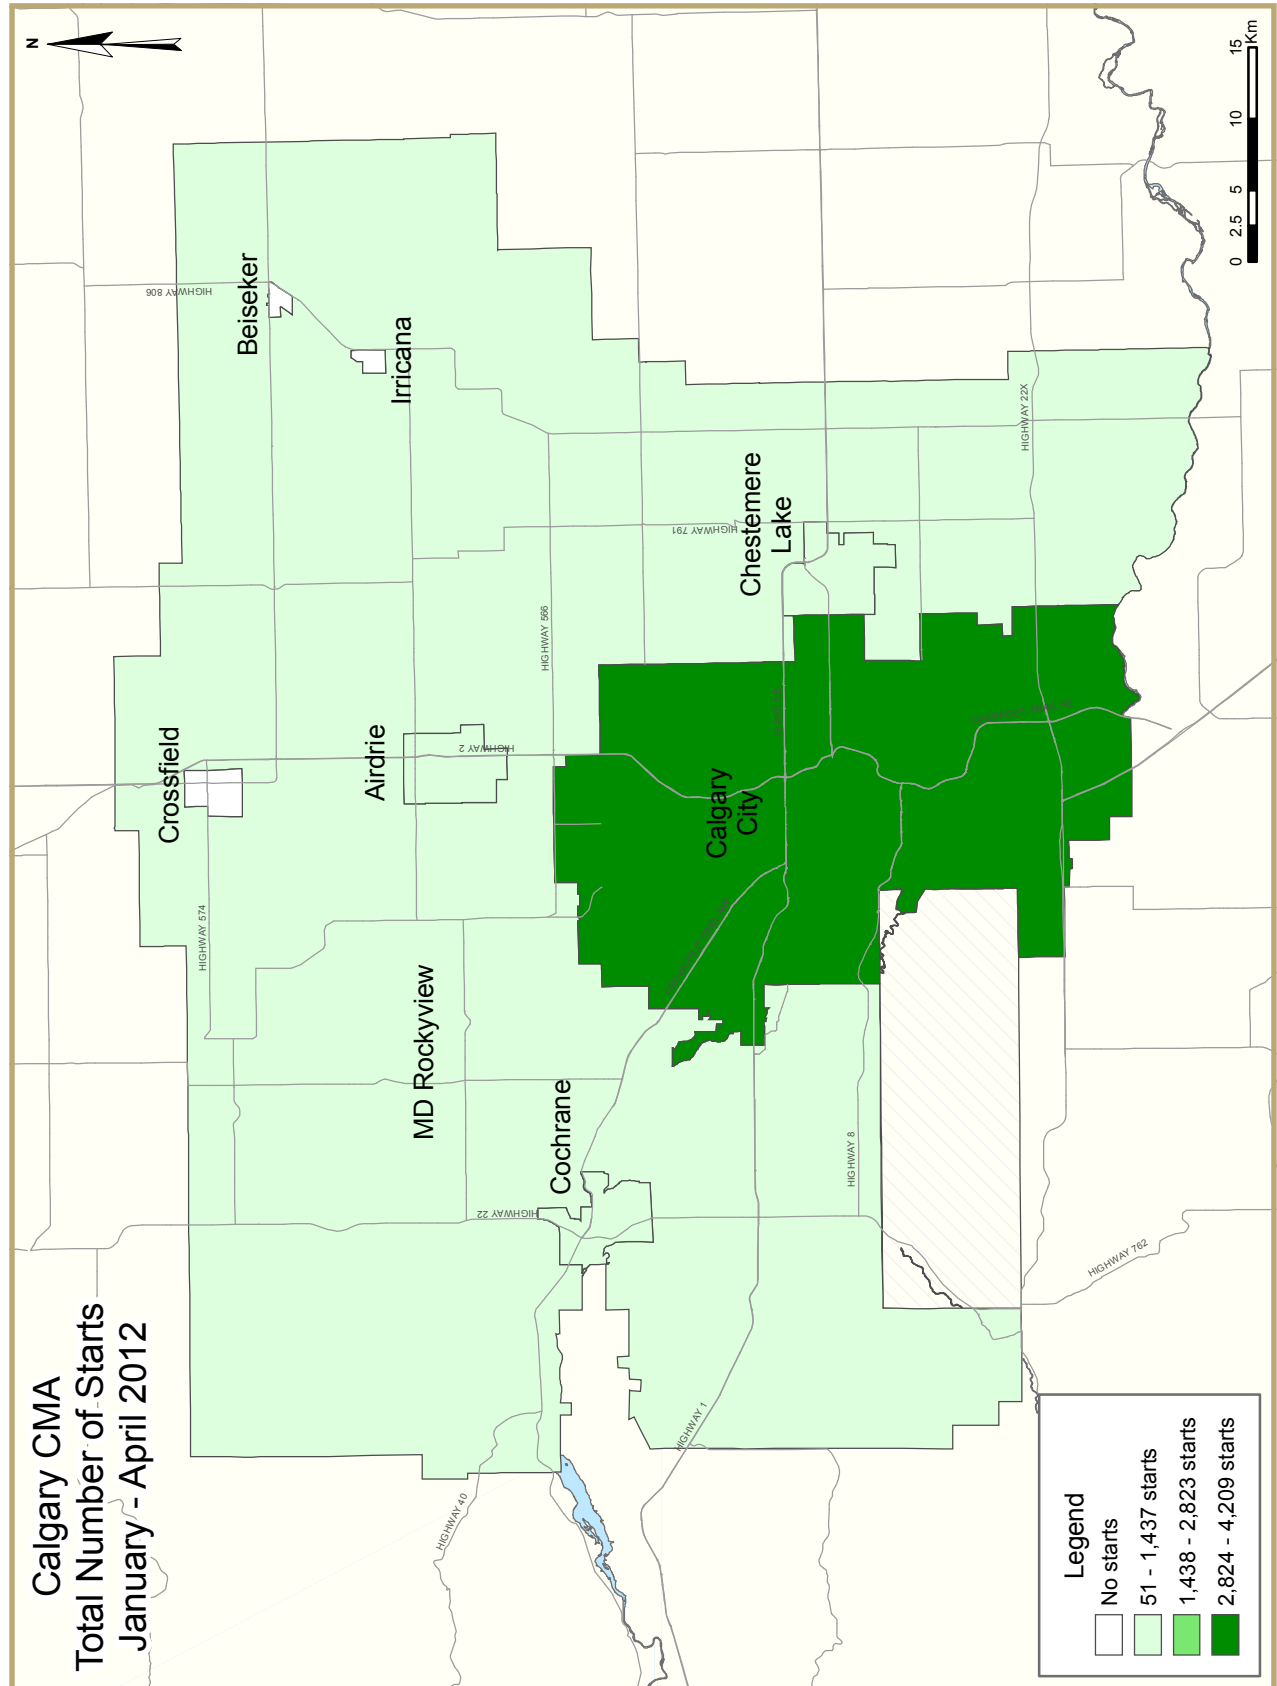 Calgary CMA
Total Number of Starts
January - April 2012
N
Crossfield
Beiseker
Irricana
Airdrie
MD Rockyview
Cochrane
Calgary
City
Chestemere
Lake
HIGHWAY 574
HIGHWAY 806
HIGHWAY 2
HIGHWAY 566
HIGHWAY 22
HIGHWAY 791
HIGHWAY 40
HIGHWAY 1
HIGHWAY 8
HIGHWAY 22X
HIGHWAY 762
Legend
No starts
51 - 1,437 starts
1,438 - 2,823 starts
2,824 - 4,209 starts
0 2.5 5 10 15
Km